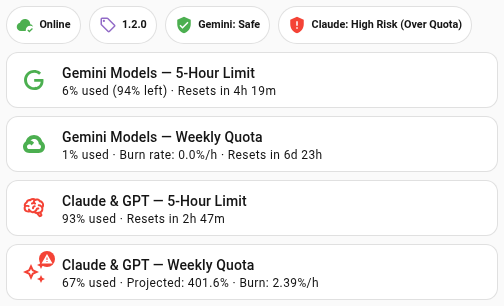 Online
1.2.0
Gemini: Safe
Claude: High Risk (Over Quota)
Gemini Models — 5-Hour Limit
6% used (94% left) · Resets in 4h 19m
Gemini Models — Weekly Quota
1% used · Burn rate: 0.0%/h · Resets in 6d 23h
Claude & GPT — 5-Hour Limit
93% used · Resets in 2h 47m
Claude & GPT — Weekly Quota
67% used · Projected: 401.6% · Burn: 2.39%/h